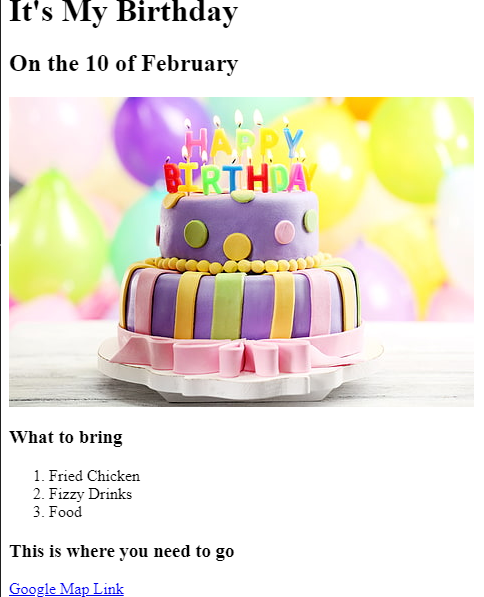 It's My Birthday
On the 10 of February
HAPPY
BIRTHDAY
What to bring
1. Fried Chicken
2. Fizzy Drinks
3. Food
This is where you need to go
Google Map Link